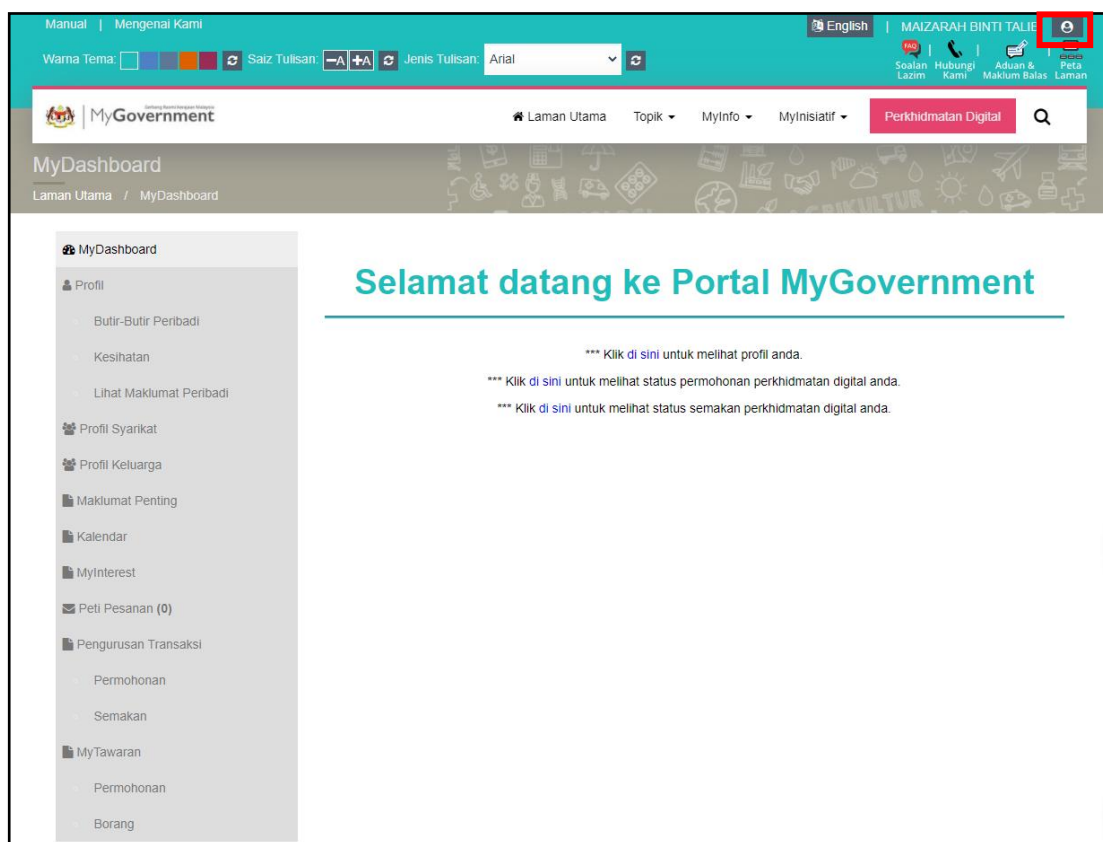 Manual | Mengenai Kami
English | MAIZARAH BINTI TALIB
Warna Tema: Saiz Tulisan: -A +A Jenis Tulisan: Arial
FAQ
Soalan Lazim
Hubungi Kami
Aduan & Maklum Balas
Peta Laman
MyGovernment
Laman Utama Topik MyInfo MyInisiatif Perkhidmatan Digital
MyDashboard
Laman Utama / MyDashboard
MyDashboard
Profil
Butir-Butir Peribadi
Kesihatan
Lihat Maklumat Peribadi
Profil Syarikat
Profil Keluarga
Maklumat Penting
Kalendar
MyInterest
Peti Pesanan (0)
Pengurusan Transaksi
Permohonan
Semakan
MyTawaran
Permohonan
Borang
Selamat datang ke Portal MyGovernment
*** Klik di sini untuk melihat profil anda.
*** Klik di sini untuk melihat status permohonan perkhidmatan digital anda.
*** Klik di sini untuk melihat status semakan perkhidmatan digital anda.